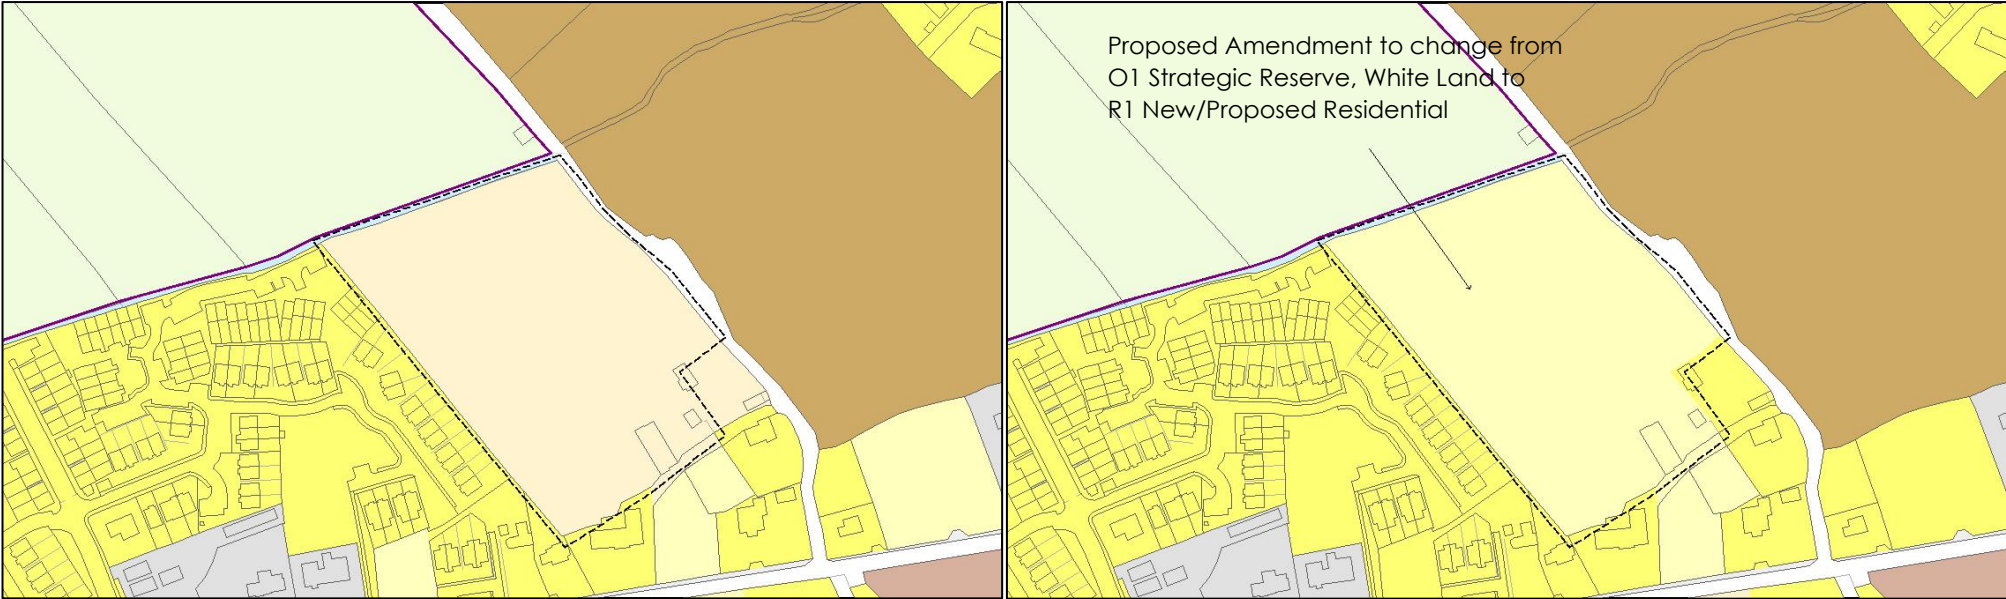 Proposed Amendment to change from
O1 Strategic Reserve, White Land to
R1 New/Proposed Residential